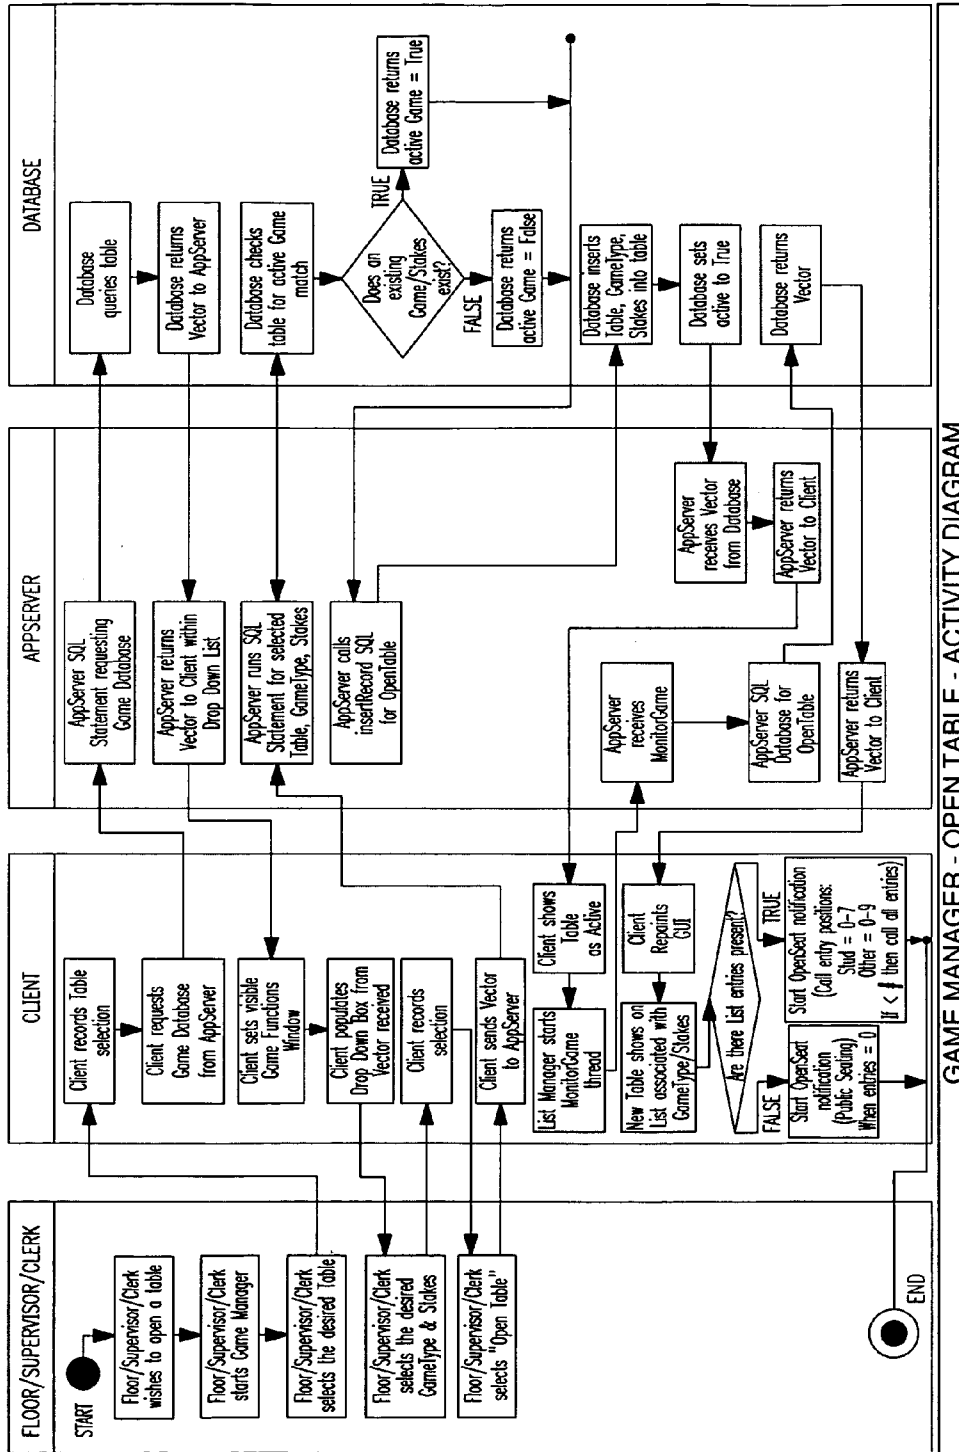 FLOOR/SUPERVISOR/CLERK
START
Floor/Supervisor/Clerk
wishes to open a table
Floor/Supervisor/Clerk
starts Game Manager
Floor/Supervisor/Clerk
selects the desired Table
Floor/Supervisor/Clerk
selects the desired
GameType & Stakes
Floor/Supervisor/Clerk
selects "Open Table"
END
CLIENT
Client records Table
selection
Client requests
Game Database
from AppServer
Client sets visible
Game Functions
Window
Client populates
Drop Down Box from
Vector received
Client records
selection
Client sends Vector
to AppServer
Client shows
Table
as Active
List Manager starts
MonitorGame
thread
Client
Repaints
GUI
New Table shows on
List associated with
GameType/Stakes
Are there List entries present?
FALSE
TRUE
Start OpenSeat
notification
(Public Seating)
When entries = 0
Start OpenSeat notification
(Call entry positions:
Stud = 0-7
Other = 0-9
If < # then call all entries)
APPSERVER
AppServer SQL
Statement requesting
Game Database
AppServer returns
Vector to Client within
Drop Down List
AppServer runs SQL
Statement for selected
Table, GameType, Stakes
AppServer calls
insertRecord SQL
for OpenTable
AppServer
receives
MonitorGame
AppServer
receives Vector
from Database
AppServer returns
Vector to Client
AppServer SQL
Database for
OpenTable
AppServer returns
Vector to Client
DATABASE
Database
queries table
Database returns
Vector to AppServer
Database checks
table for active Game
match
Does an
existing
Game/Stakes
exist?
TRUE
FALSE
Database returns
active Game = True
Database returns
active Game = False
Database inserts
Table, GameType,
Stakes into table
Database sets
active to True
Database returns
Vector
GAME MANAGER - OPEN TABLE - ACTIVITY DIAGRAM